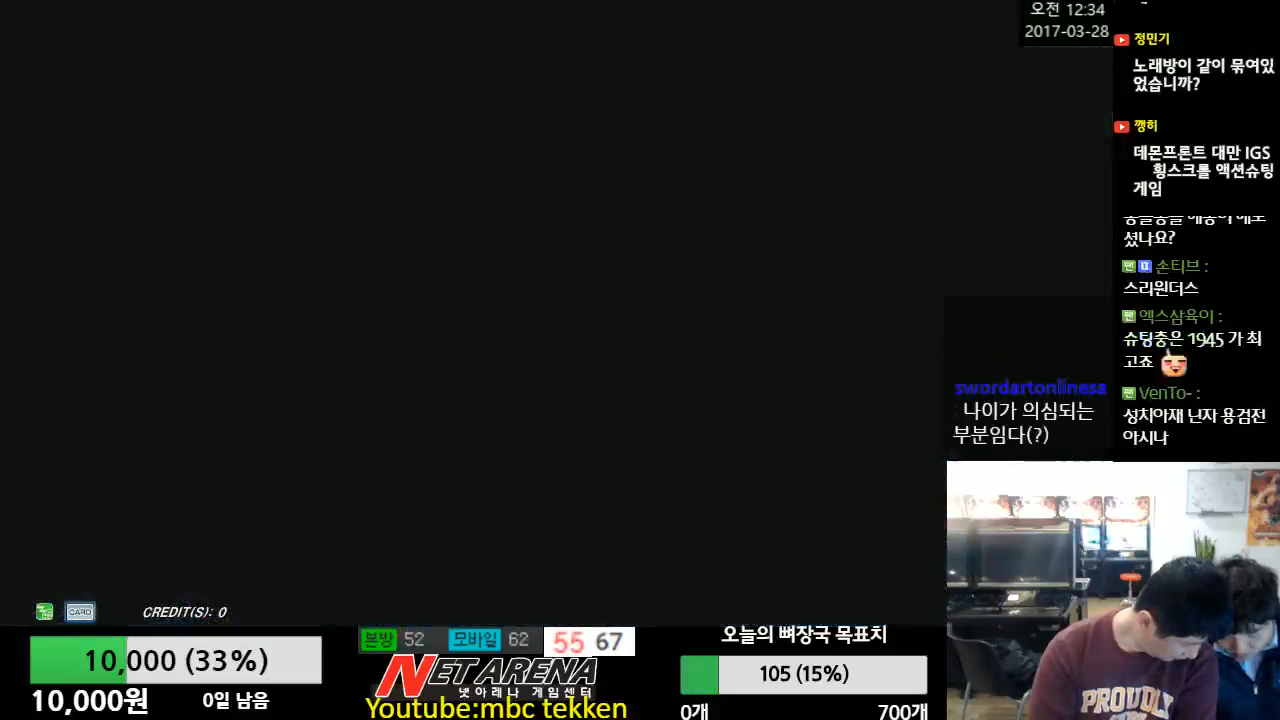 오전 12:34
2017-03-28
정민기
노래방이 같이 묶여있
었습니까?
깽히
데몬프론트 대만 IGS
횡스크롤 액션슈팅
게임
셨나요?
손티브 :
스리원더스
엑스삼육이 :
슈팅충은 1945 가 최
고죠
VenTo- :
성치아재 닌자 용검전
아시나
swordartonlinesa
나이가 의심되는
부분임다(?)
CARD
CREDIT(S): 0
10,000 (33%)
10,000원
0일 남음
본방 52
모바일 62
55 67
NET ARENA
넷아레나 게임센터
Youtube:mbc tekken
오늘의 뼈장국 목표치
105 (15%)
0개
700개
PROUDLY